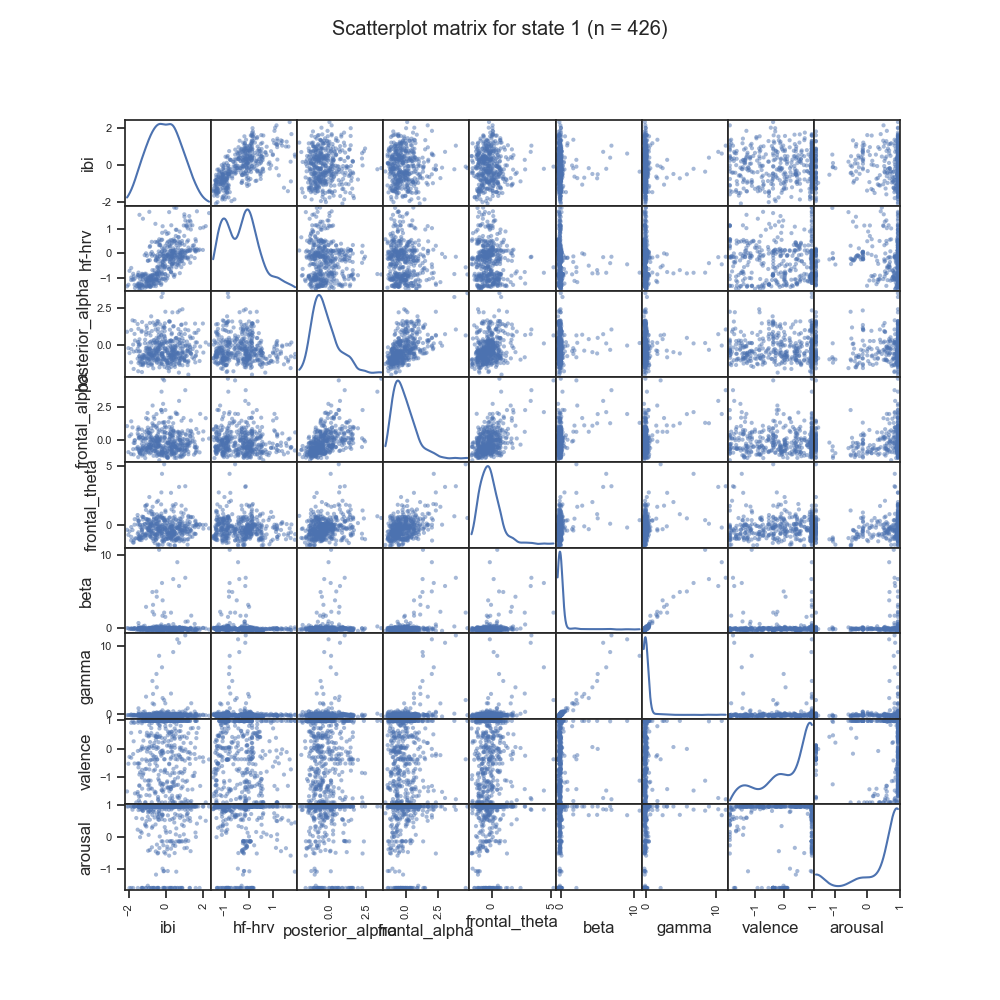 Scatterplot matrix for state 1 (n = 426)
2
0
-2
ibi
1
0
−1
hf-hrv
2.5
0.0
posterior_alpha
2.5
0.0
frontal_alpha
5
0
frontal_theta
10
0
beta
10
0
gamma
1
0
−1
valence
1
0
−1
arousal
-2 0 2 −1 0 1 0.0 2.5 0.0 2.5 0 5 0 10 0 10 −1 0 1 −1 0 1
ibi hf-hrv posterior_alpha frontal_alpha frontal_theta beta gamma valence arousal